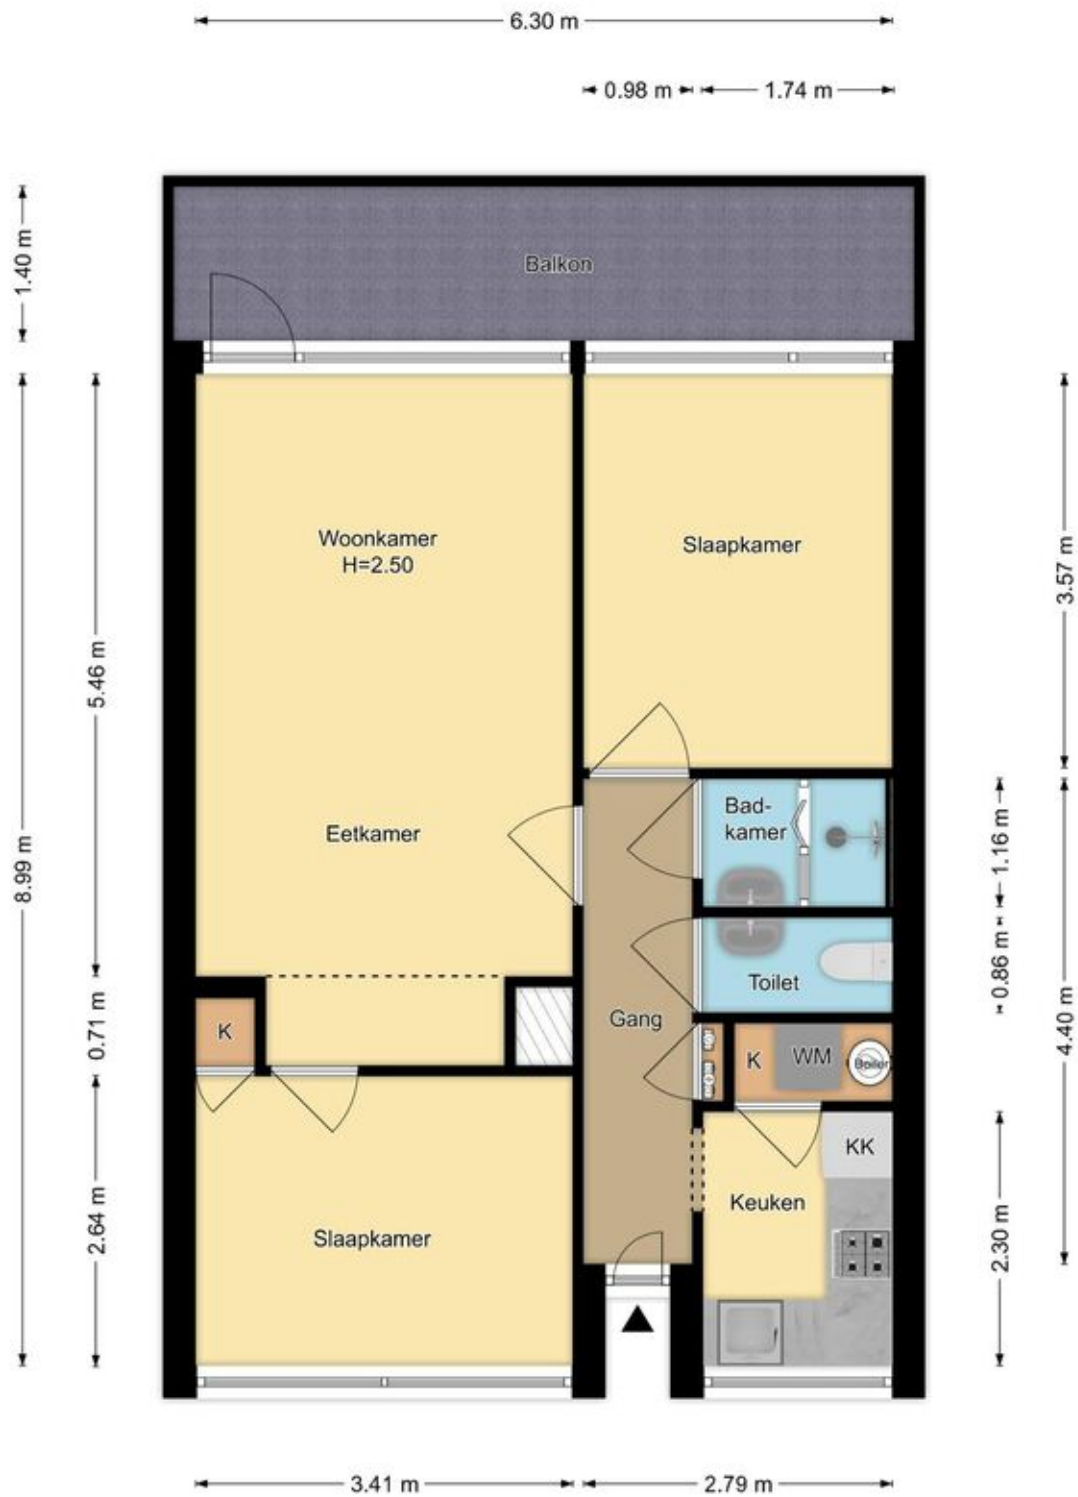 6.30 m
0.98 m
1.74 m
1.40 m
Balkon
8.99 m
5.46 m
Woonkamer
H=2.50
Slaapkamer
3.57 m
Eetkamer
Bad-
kamer
1.16 m
Toilet
0.86 m
Gang
4.40 m
0.71 m
K
K
WM
Boiler
KK
Keuken
2.30 m
2.64 m
Slaapkamer
3.41 m
2.79 m